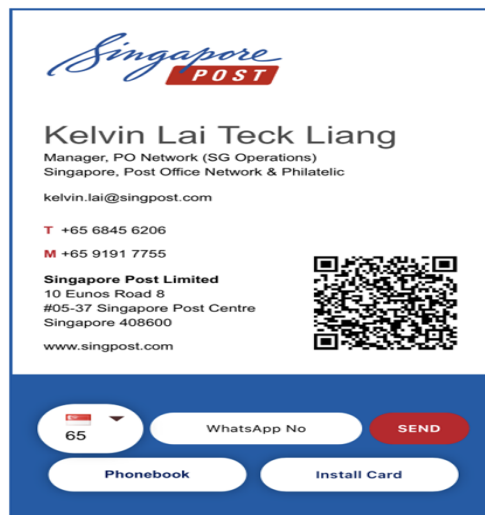 Singapore
POST
Kelvin Lai Teck Liang
Manager, PO Network (SG Operations)
Singapore, Post Office Network & Philatelic
kelvin.lai@singpost.com
T +65 6845 6206
M +65 9191 7755
Singapore Post Limited
10 Eunos Road 8
#05-37 Singapore Post Centre
Singapore 408600
www.singpost.com
65
WhatsApp No
SEND
Phonebook
Install Card